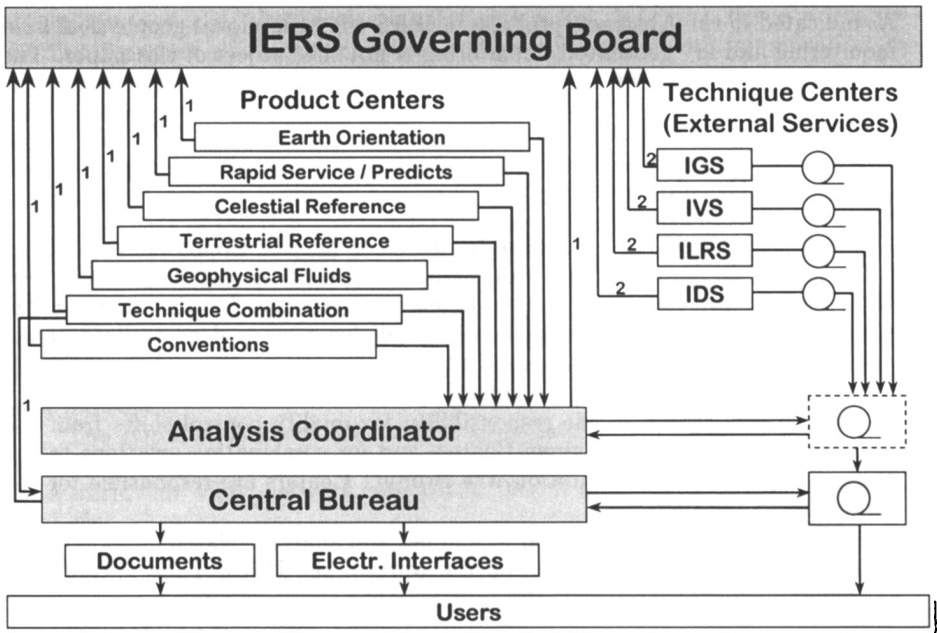 IERS Governing Board
Product Centers
Technique Centers
(External Services)
1
1
1
1
1
1
1
1
1
2
2
2
2
Earth Orientation
Rapid Service / Predicts
Celestial Reference
Terrestrial Reference
Geophysical Fluids
Technique Combination
Conventions
IGS
IVS
ILRS
IDS
Analysis Coordinator
Central Bureau
Documents
Electr. Interfaces
Users